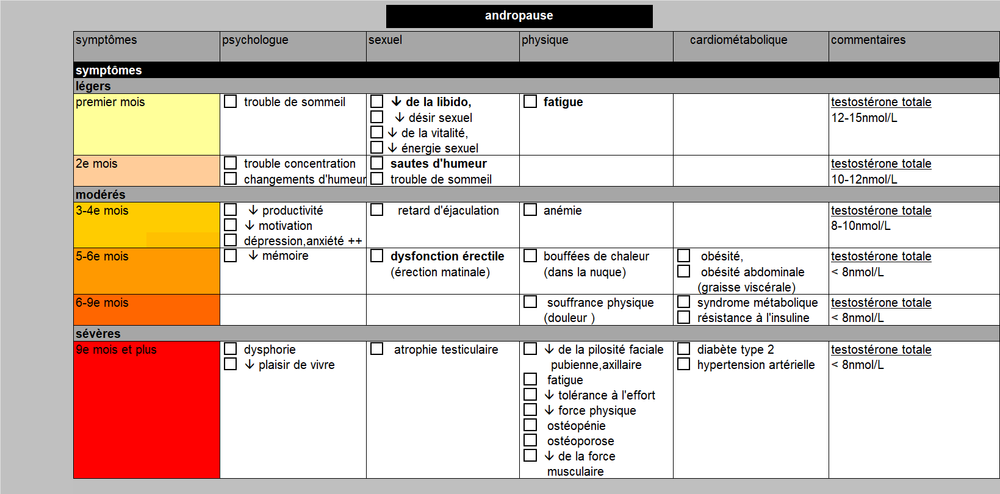 andropause
symptômes psychologue sexuel physique cardiométabolique commentaires
symptômes
légers
premier mois ☐ trouble de sommeil ☐ ↓ de la libido, ☐ fatigue testostérone totale
☐ ↓ désir sexuel 12-15nmol/L
☐ ↓ de la vitalité,
☐ ↓ énergie sexuel
2e mois ☐ trouble concentration ☐ sautes d'humeur testostérone totale
☐ changements d'humeur ☐ trouble de sommeil 10-12nmol/L
modérés
3-4e mois ☐ ↓ productivité ☐ retard d'éjaculation ☐ anémie testostérone totale
☐ ↓ motivation 8-10nmol/L
☐ dépression,anxiété ++
5-6e mois ☐ ↓ mémoire ☐ dysfonction érectile ☐ bouffées de chaleur ☐ obésité, testostérone totale
(érection matinale) (dans la nuque) ☐ obésité abdominale < 8nmol/L
(graisse viscérale)
6-9e mois ☐ souffrance physique ☐ syndrome métabolique testostérone totale
(douleur ) ☐ résistance à l'insuline < 8nmol/L
sévères
9e mois et plus ☐ dysphorie ☐ atrophie testiculaire ☐ ↓ de la pilosité faciale ☐ diabète type 2 testostérone totale
☐ ↓ plaisir de vivre pubienne,axillaire ☐ hypertension artérielle < 8nmol/L
☐ fatigue
☐ ↓ tolérance à l'effort
☐ ↓ force physique
☐ ostéopénie
☐ ostéoporose
☐ ↓ de la force
musculaire